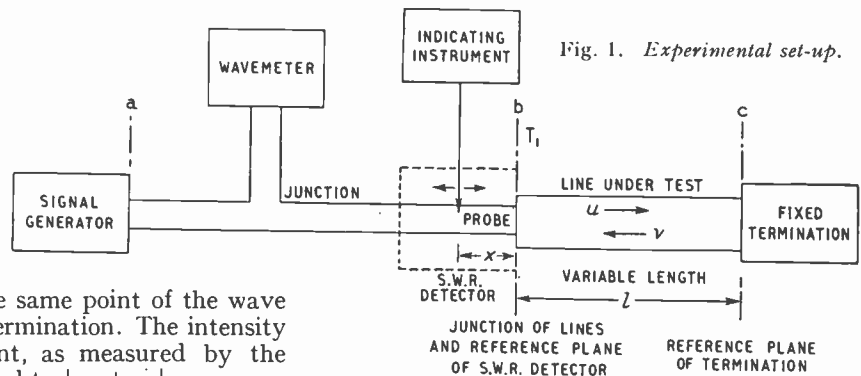 INDICATING
INSTRUMENT
Fig. 1. Experimental set-up.
WAVEMETER
a
b
c
T₁
SIGNAL
GENERATOR
JUNCTION
PROBE
LINE UNDER TEST
u
v
FIXED
TERMINATION
x
S.W.R.
DETECTOR
VARIABLE LENGTH
l
JUNCTION OF LINES
AND REFERENCE PLANE
OF S.W.R. DETECTOR
REFERENCE PLANE
OF TERMINATION
e same point of the wave
ermination. The intensity
nt, as measured by the